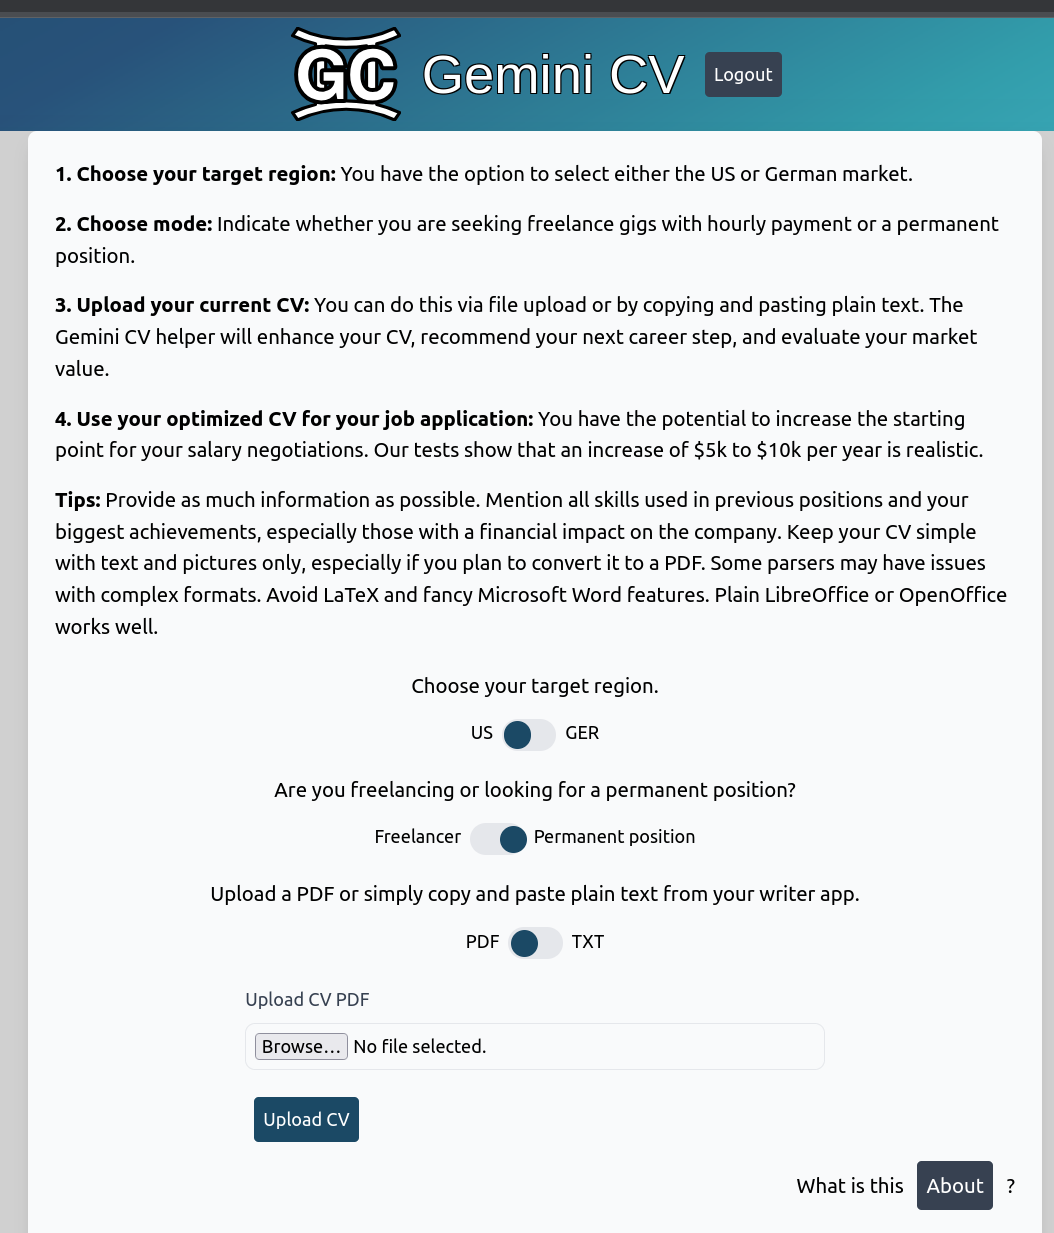 GC Gemini CV Logout
1. Choose your target region: You have the option to select either the US or German market.
2. Choose mode: Indicate whether you are seeking freelance gigs with hourly payment or a permanent
position.
3. Upload your current CV: You can do this via file upload or by copying and pasting plain text. The
Gemini CV helper will enhance your CV, recommend your next career step, and evaluate your market
value.
4. Use your optimized CV for your job application: You have the potential to increase the starting
point for your salary negotiations. Our tests show that an increase of $5k to $10k per year is realistic.
Tips: Provide as much information as possible. Mention all skills used in previous positions and your
biggest achievements, especially those with a financial impact on the company. Keep your CV simple
with text and pictures only, especially if you plan to convert it to a PDF. Some parsers may have issues
with complex formats. Avoid LaTeX and fancy Microsoft Word features. Plain LibreOffice or OpenOffice
works well.
Choose your target region.
US GER
Are you freelancing or looking for a permanent position?
Freelancer Permanent position
Upload a PDF or simply copy and paste plain text from your writer app.
PDF TXT
Upload CV PDF
Browse... No file selected.
Upload CV
What is this About ?